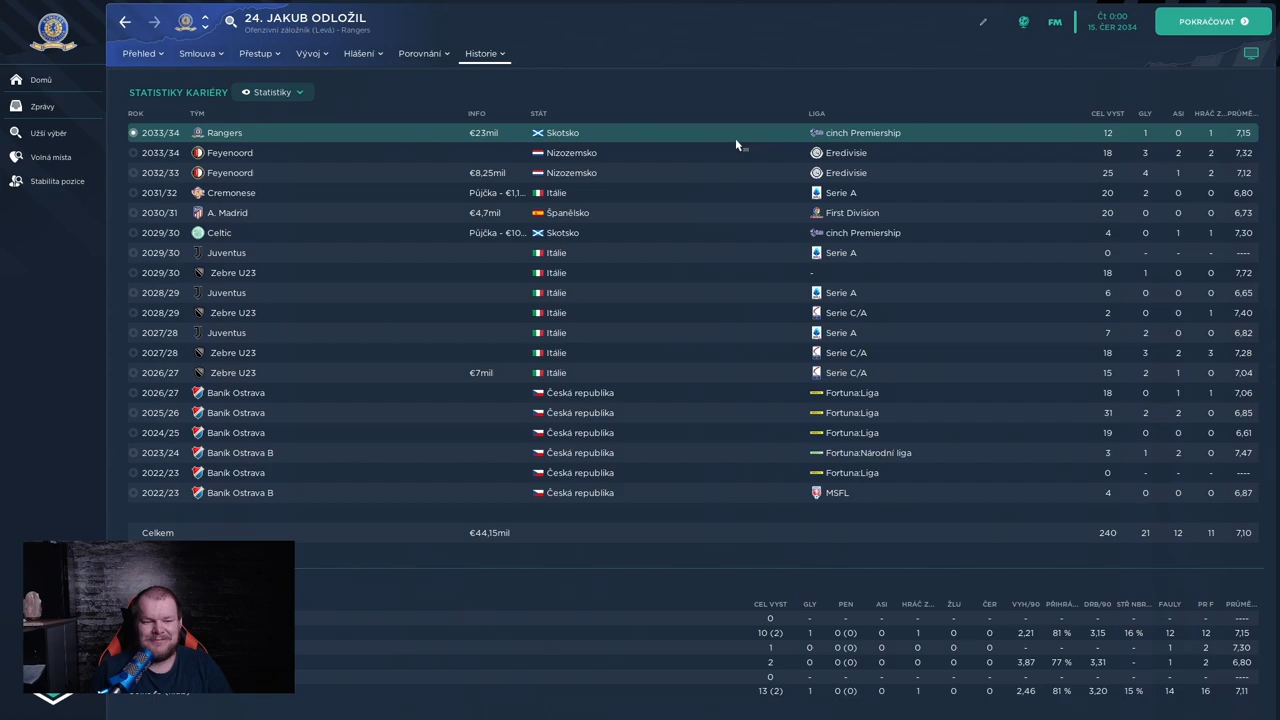 24. JAKUB ODLOŽIL
Ofenzivní záložník (Levá) - Rangers
FM
Čt 0:00
15. ČER 2034
POKRAČOVAT
Přehled Smlouva Přestup Vývoj Hlášení Porovnání Historie
Domů
Zprávy
Užší výběr
Volná místa
Stabilita pozice
STATISTIKY KARIÉRY Statistiky
ROK TÝM INFO STÁT LIGA CEL VYST GLY ASI HRÁČ Z... PRŮMĚ...
2033/34 Rangers €23mil Skotsko cinch Premiership 12 1 0 1 7,15
2033/34 Feyenoord Nizozemsko Eredivisie 18 3 2 2 7,32
2032/33 Feyenoord €8,25mil Nizozemsko Eredivisie 25 4 1 2 7,12
2031/32 Cremonese Půjčka - €1,1... Itálie Serie A 20 2 0 0 6,80
2030/31 A. Madrid €4,7mil Španělsko First Division 20 0 0 0 6,73
2029/30 Celtic Půjčka - €10... Skotsko cinch Premiership 4 0 1 1 7,30
2029/30 Juventus Itálie Serie A 0 - - - ----
2029/30 Zebre U23 Itálie - 18 1 0 0 7,72
2028/29 Juventus Itálie Serie A 6 0 0 0 6,65
2028/29 Zebre U23 Itálie Serie C/A 2 0 0 1 7,40
2027/28 Juventus Itálie Serie A 7 2 0 0 6,82
2027/28 Zebre U23 Itálie Serie C/A 18 3 2 3 7,28
2026/27 Zebre U23 €7mil Itálie Serie C/A 15 2 1 0 7,04
2026/27 Baník Ostrava Česká republika Fortuna:Liga 18 0 1 1 7,06
2025/26 Baník Ostrava Česká republika Fortuna:Liga 31 2 2 0 6,85
2024/25 Baník Ostrava Česká republika Fortuna:Liga 19 0 0 0 6,61
2023/24 Baník Ostrava B Česká republika Fortuna:Národní liga 3 1 2 0 7,47
2022/23 Baník Ostrava Česká republika Fortuna:Liga 0 - - - ----
2022/23 Baník Ostrava B Česká republika MSFL 4 0 0 0 6,87
Celkem €44,15mil 240 21 12 11 7,10
CEL VYST GLY PEN ASI HRÁČ Z... ŽLU ČER VYH/90 PŘIHRÁ... DRB/90 STŘ NBR... FAULY PR F PRŮMĚ...
0 - - - - - - - - - - - - ----
10 (2) 1 0 (0) 0 1 0 0 2,21 81 % 3,15 16 % 12 12 7,15
1 0 0 (0) 0 0 0 0 - - - - 1 2 7,30
2 0 0 (0) 0 0 0 0 3,87 77 % 3,31 - 1 2 6,80
0 - - - - - - - - - - - - ----
13 (2) 1 0 (0) 0 1 0 0 2,46 81 % 3,20 15 % 14 16 7,11